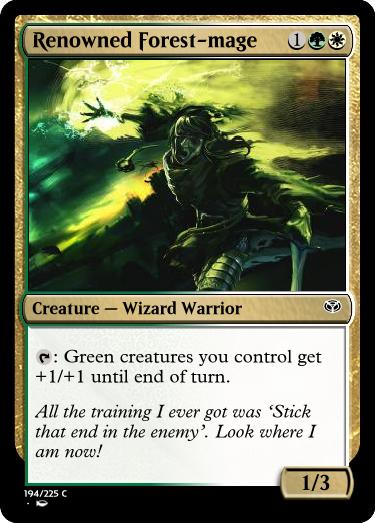 Renowned Forest-mage 1
Creature — Wizard Warrior
: Green creatures you control get
+1/+1 until end of turn.
All the training I ever got was ‘Stick
that end in the enemy’. Look where I
am now!
1/3
194/225 C